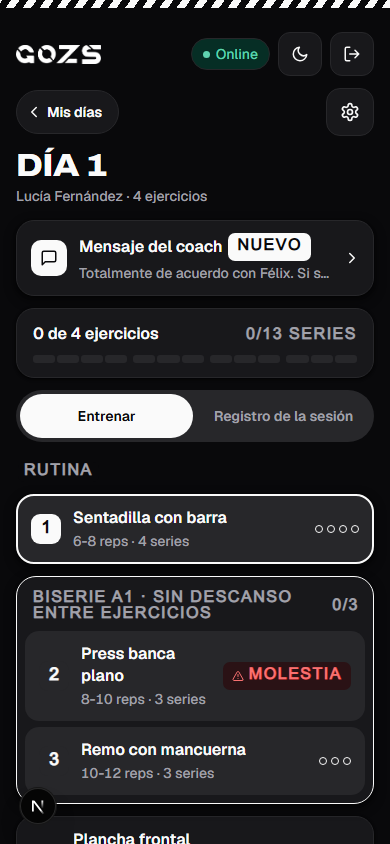 GOZS
Online
Mis días
DÍA 1
Lucía Fernández · 4 ejercicios
Mensaje del coach NUEVO
Totalmente de acuerdo con Félix. Si s...
0 de 4 ejercicios 0/13 SERIES
Entrenar Registro de la sesión
RUTINA
1 Sentadilla con barra
6-8 reps · 4 series
BISERIE A1 · SIN DESCANSO
ENTRE EJERCICIOS 0/3
2 Press banca
plano
MOLESTIA
8-10 reps · 3 series
3 Remo con mancuerna
10-12 reps · 3 series
N
Plancha frontal